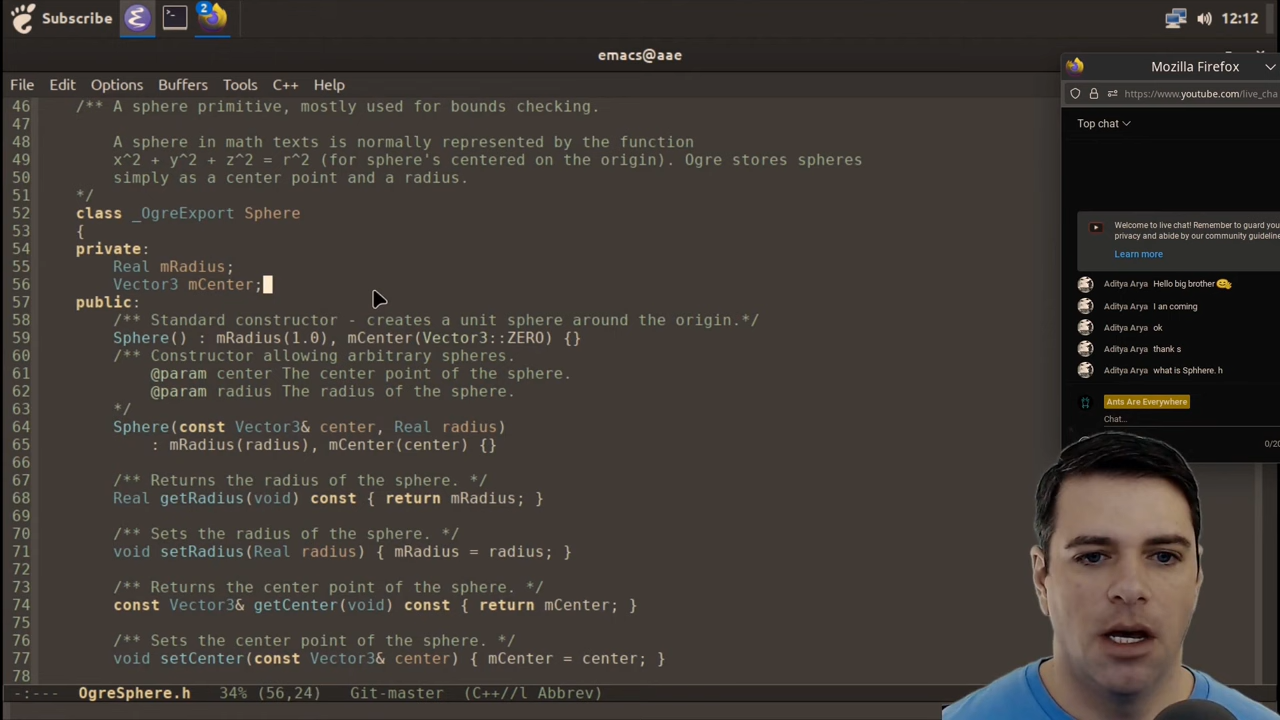 Subscribe
2
12:12
emacs@aae
File Edit Options Buffers Tools C++ Help
46 /** A sphere primitive, mostly used for bounds checking.
47
48 A sphere in math texts is normally represented by the function
49 x^2 + y^2 + z^2 = r^2 (for sphere's centered on the origin). Ogre stores spheres
50 simply as a center point and a radius.
51 */
52 class _OgreExport Sphere
53 {
54 private:
55 Real mRadius;
56 Vector3 mCenter;
57 public:
58 /** Standard constructor - creates a unit sphere around the origin.*/
59 Sphere() : mRadius(1.0), mCenter(Vector3::ZERO) {}
60 /** Constructor allowing arbitrary spheres.
61 @param center The center point of the sphere.
62 @param radius The radius of the sphere.
63 */
64 Sphere(const Vector3& center, Real radius)
65 : mRadius(radius), mCenter(center) {}
66
67 /** Returns the radius of the sphere. */
68 Real getRadius(void) const { return mRadius; }
69
70 /** Sets the radius of the sphere. */
71 void setRadius(Real radius) { mRadius = radius; }
72
73 /** Returns the center point of the sphere. */
74 const Vector3& getCenter(void) const { return mCenter; }
75
76 /** Sets the center point of the sphere. */
77 void setCenter(const Vector3& center) { mCenter = center; }
78
-:--- OgreSphere.h 34% (56,24) Git-master (C++//l Abbrev)
Mozilla Firefox
https://www.youtube.com/live_cha
Top chat
Welcome to live chat! Remember to guard you
privacy and abide by our community guideline
Learn more
Aditya Arya Hello big brother
Aditya Arya I an coming
Aditya Arya ok
Aditya Arya thank s
Aditya Arya what is Sphhere. h
Ants Are Everywhere
Chat...
0/20